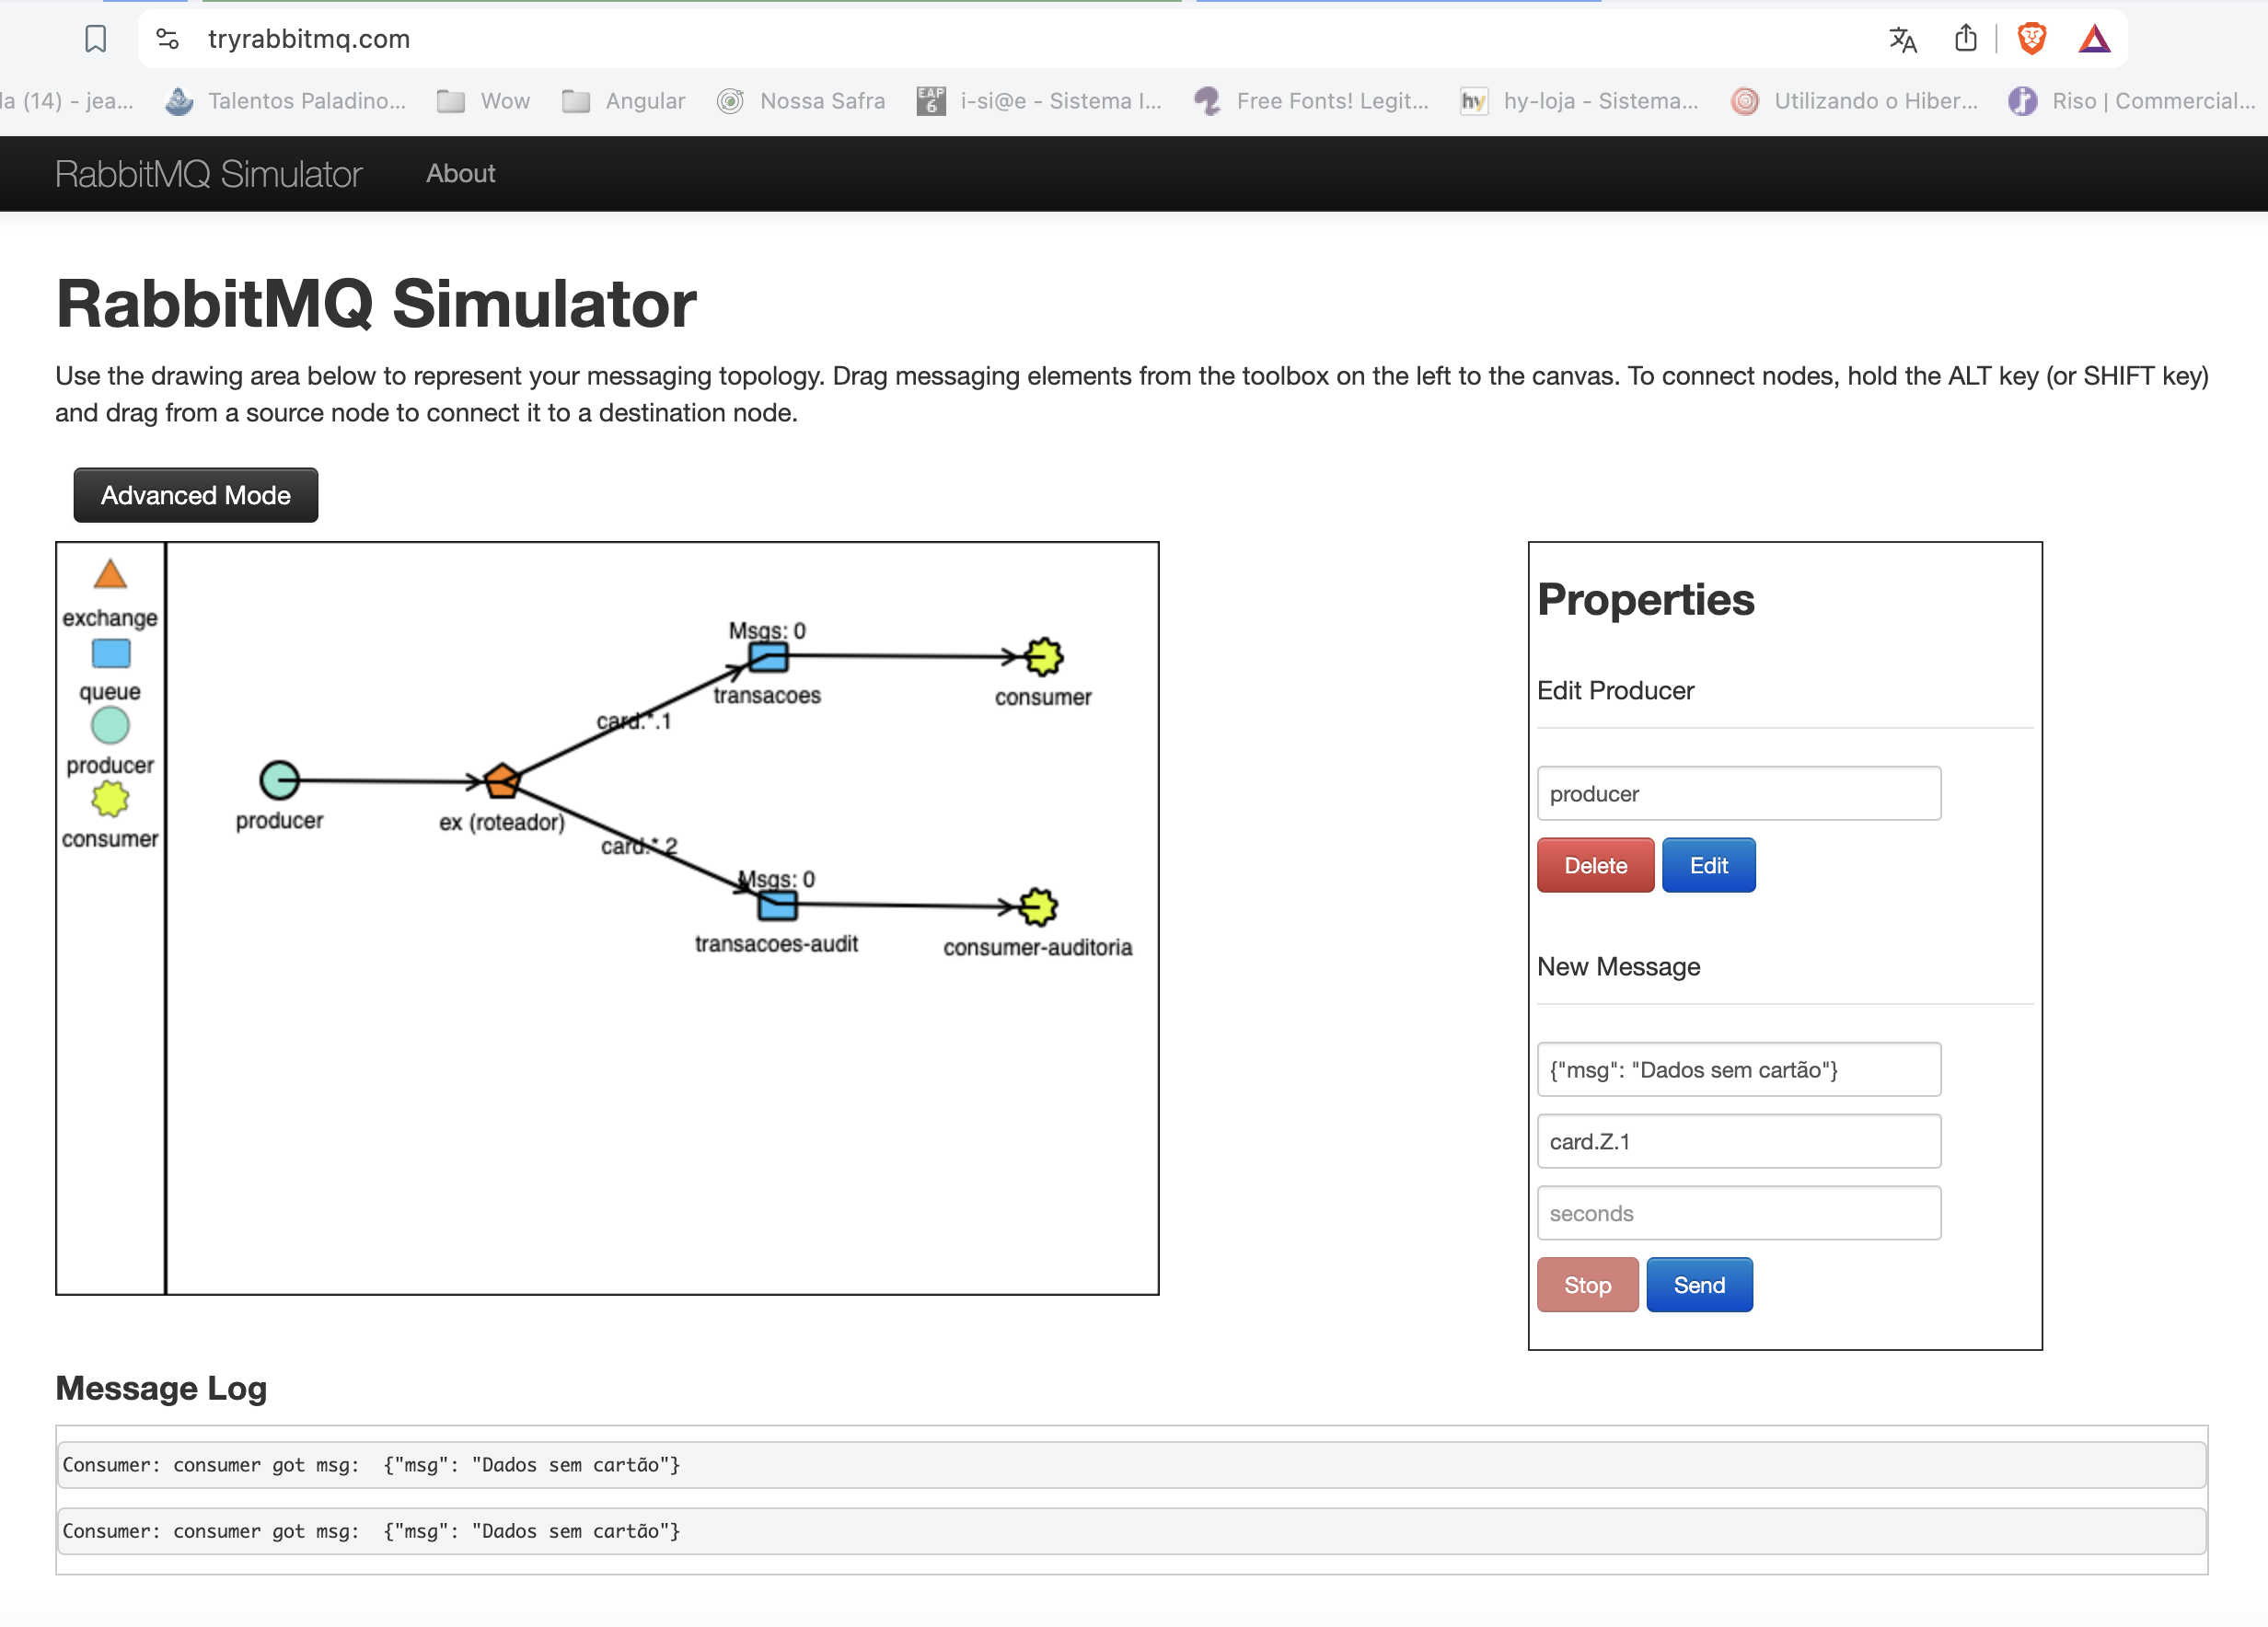 tryrabbitmq.com
la (14) - jea...
Talentos Paladino...
Wow
Angular
Nossa Safra
EAP 6
i-si@e - Sistema I...
Free Fonts! Legit...
hy
hy-loja - Sistema...
Utilizando o Hiber...
Riso | Commercial...
RabbitMQ Simulator
About
RabbitMQ Simulator
Use the drawing area below to represent your messaging topology. Drag messaging elements from the toolbox on the left to the canvas. To connect nodes, hold the ALT key (or SHIFT key)
and drag from a source node to connect it to a destination node.
Advanced Mode
exchange
queue
producer
consumer
producer
ex (roteador)
card.*.1
card.*.2
Msgs: 0
transacoes
consumer
Msgs: 0
transacoes-audit
consumer-auditoria
Properties
Edit Producer
producer
Delete
Edit
New Message
{"msg": "Dados sem cartão"}
card.Z.1
seconds
Stop
Send
Message Log
Consumer: consumer got msg:  {"msg": "Dados sem cartão"}
Consumer: consumer got msg:  {"msg": "Dados sem cartão"}